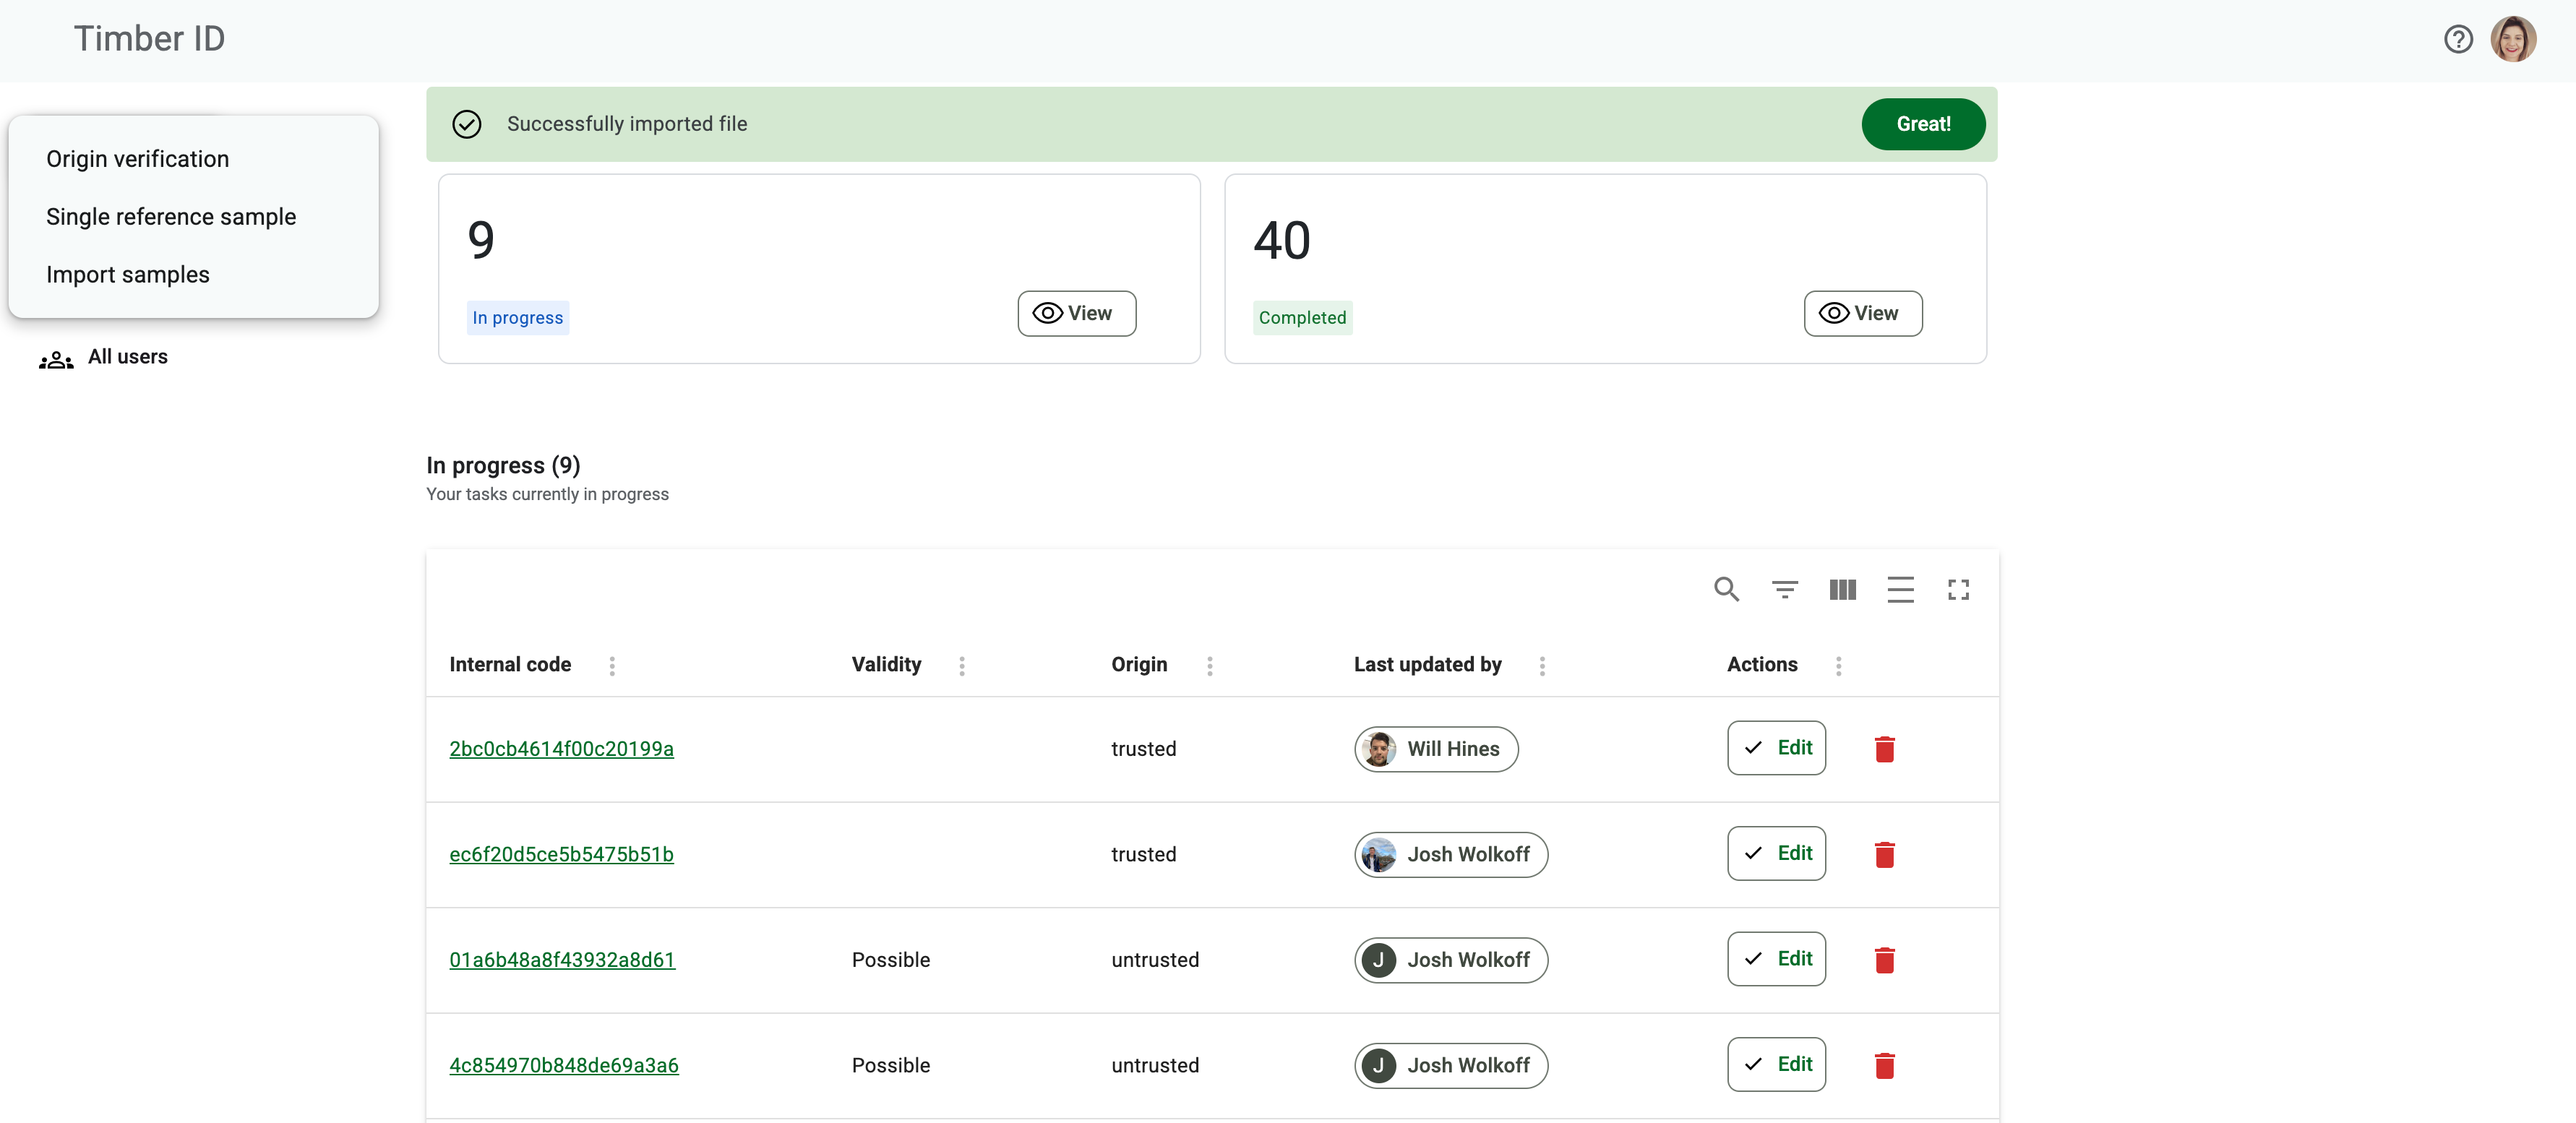 Timber ID
Successfully imported file
Great!
Origin verification
Single reference sample
Import samples
All users
9
In progress
View
40
Completed
View
In progress (9)
Your tasks currently in progress
Internal code Validity Origin Last updated by Actions
2bc0cb4614f00c20199a trusted Will Hines Edit
ec6f20d5ce5b5475b51b trusted Josh Wolkoff Edit
01a6b48a8f43932a8d61 Possible untrusted J Josh Wolkoff Edit
4c854970b848de69a3a6 Possible untrusted J Josh Wolkoff Edit